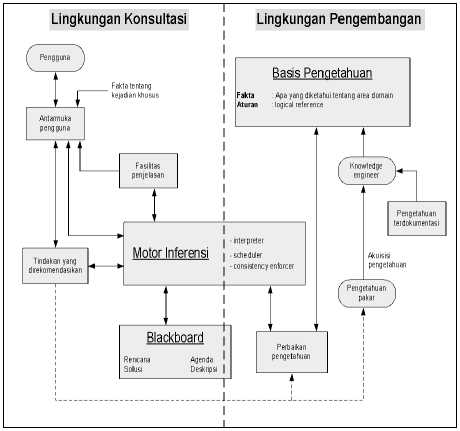 Lingkungan Konsultasi
Lingkungan Pengembangan
Pengguna
Fakta tentang
kejadian khusus
Antarmuka
pengguna
Fasilitas
penjelasan
Motor Inferensi
- interpreter
- scheduler
- consistency enforcer
Tindakan yang
direkomendasikan
Blackboard
Rencana Agenda
Sollusi Deskripsi
Basis Pengetahuan
Fakta : Apa yang diketahui tentang area domain
Aturan : logical reference
Knowledge
engineer
Pengetahuan
terdokumentasi
Akuisisi
pengetahuan
Pengetahuan
pakar
Perbaikan
pengetahuan